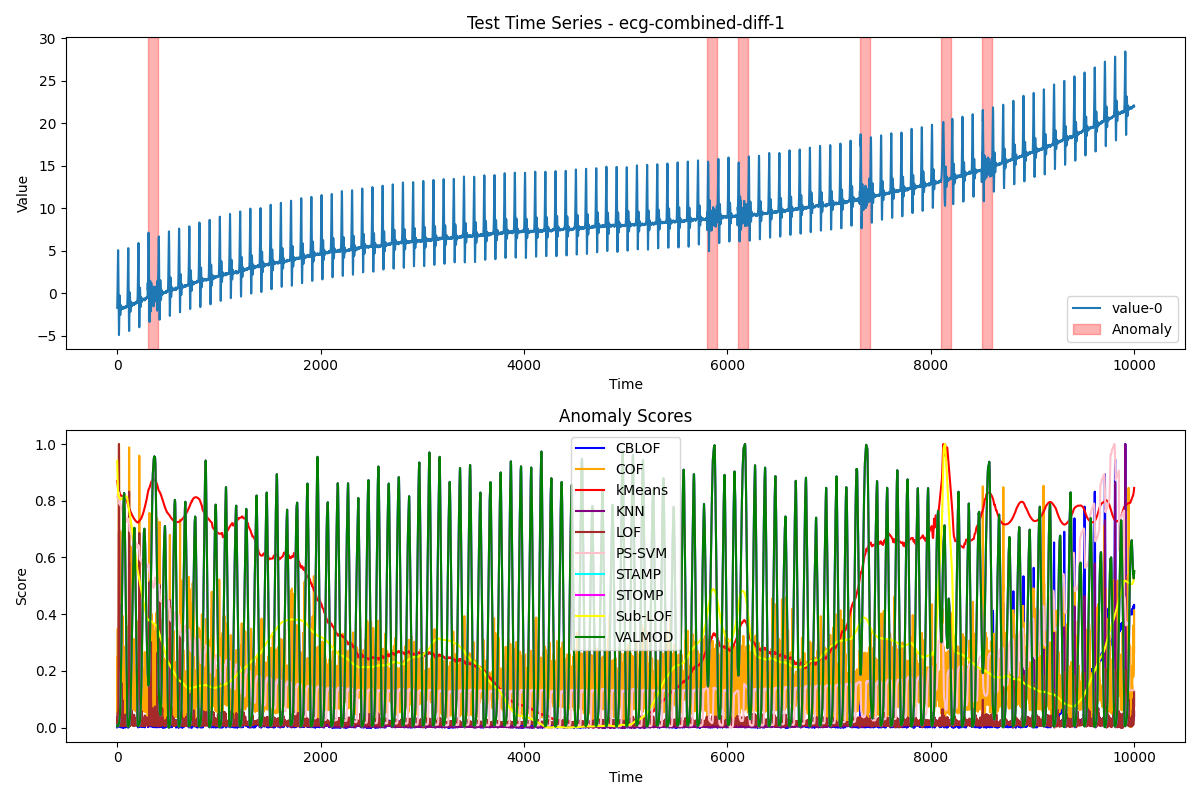 Test Time Series - ecg-combined-diff-1
Value
30
25
20
15
10
5
0
−5
0 2000 4000 6000 8000 10000
Time
value-0
Anomaly
Anomaly Scores
Score
1.0
0.8
0.6
0.4
0.2
0.0
0 2000 4000 6000 8000 10000
Time
CBLOF
COF
kMeans
KNN
LOF
PS-SVM
STAMP
STOMP
Sub-LOF
VALMOD